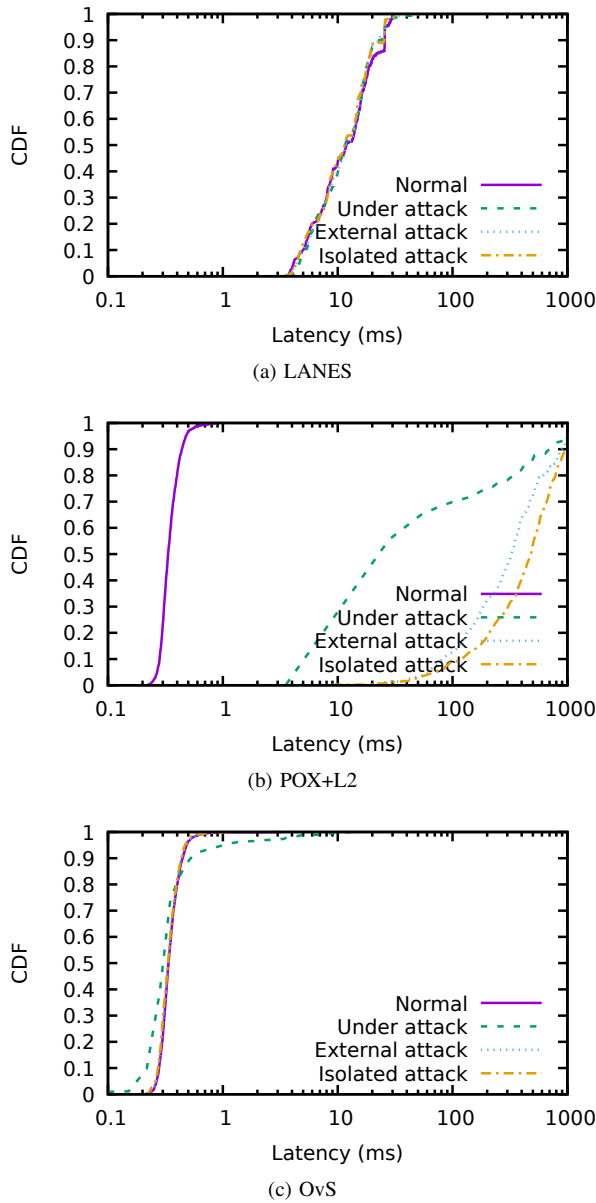 1
0.9
0.8
0.7
0.6
0.5
0.4
0.3
0.2
0.1
0
CDF
Normal
Under attack
External attack
Isolated attack
0.1 1 10 100 1000
Latency (ms)
(a) LANES
1
0.9
0.8
0.7
0.6
0.5
0.4
0.3
0.2
0.1
0
CDF
Normal
Under attack
External attack
Isolated attack
0.1 1 10 100 1000
Latency (ms)
(b) POX+L2
1
0.9
0.8
0.7
0.6
0.5
0.4
0.3
0.2
0.1
0
CDF
Normal
Under attack
External attack
Isolated attack
0.1 1 10 100 1000
Latency (ms)
(c) OvS